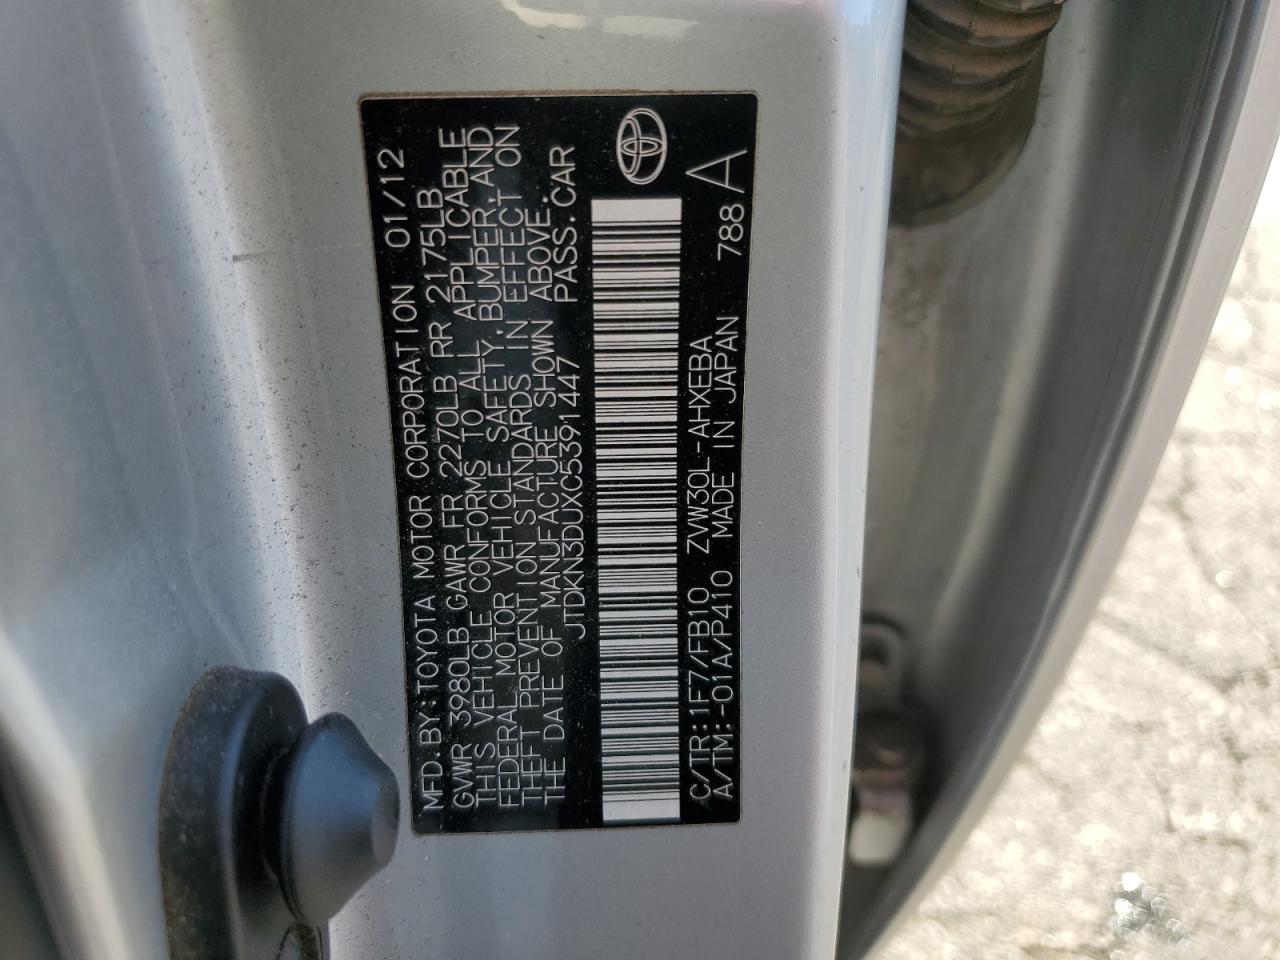 MFD. BY: TOYOTA MOTOR CORPORATION 01/12
GVWR 3980LB GAWR FR 2270LB RR 2175LB
THIS VEHICLE CONFORMS TO ALL APPLICABLE
FEDERAL MOTOR VEHICLE SAFETY, BUMPER, AND
THEFT PREVENTION STANDARDS IN EFFECT ON
THE DATE OF MANUFACTURE SHOWN ABOVE.
JTDKN3DUXC5391447 PASS. CAR
C/TR: 1F7/FB10 ZVW30L-AHXEBA
A/TM: -01A/P410 MADE IN JAPAN 788 A